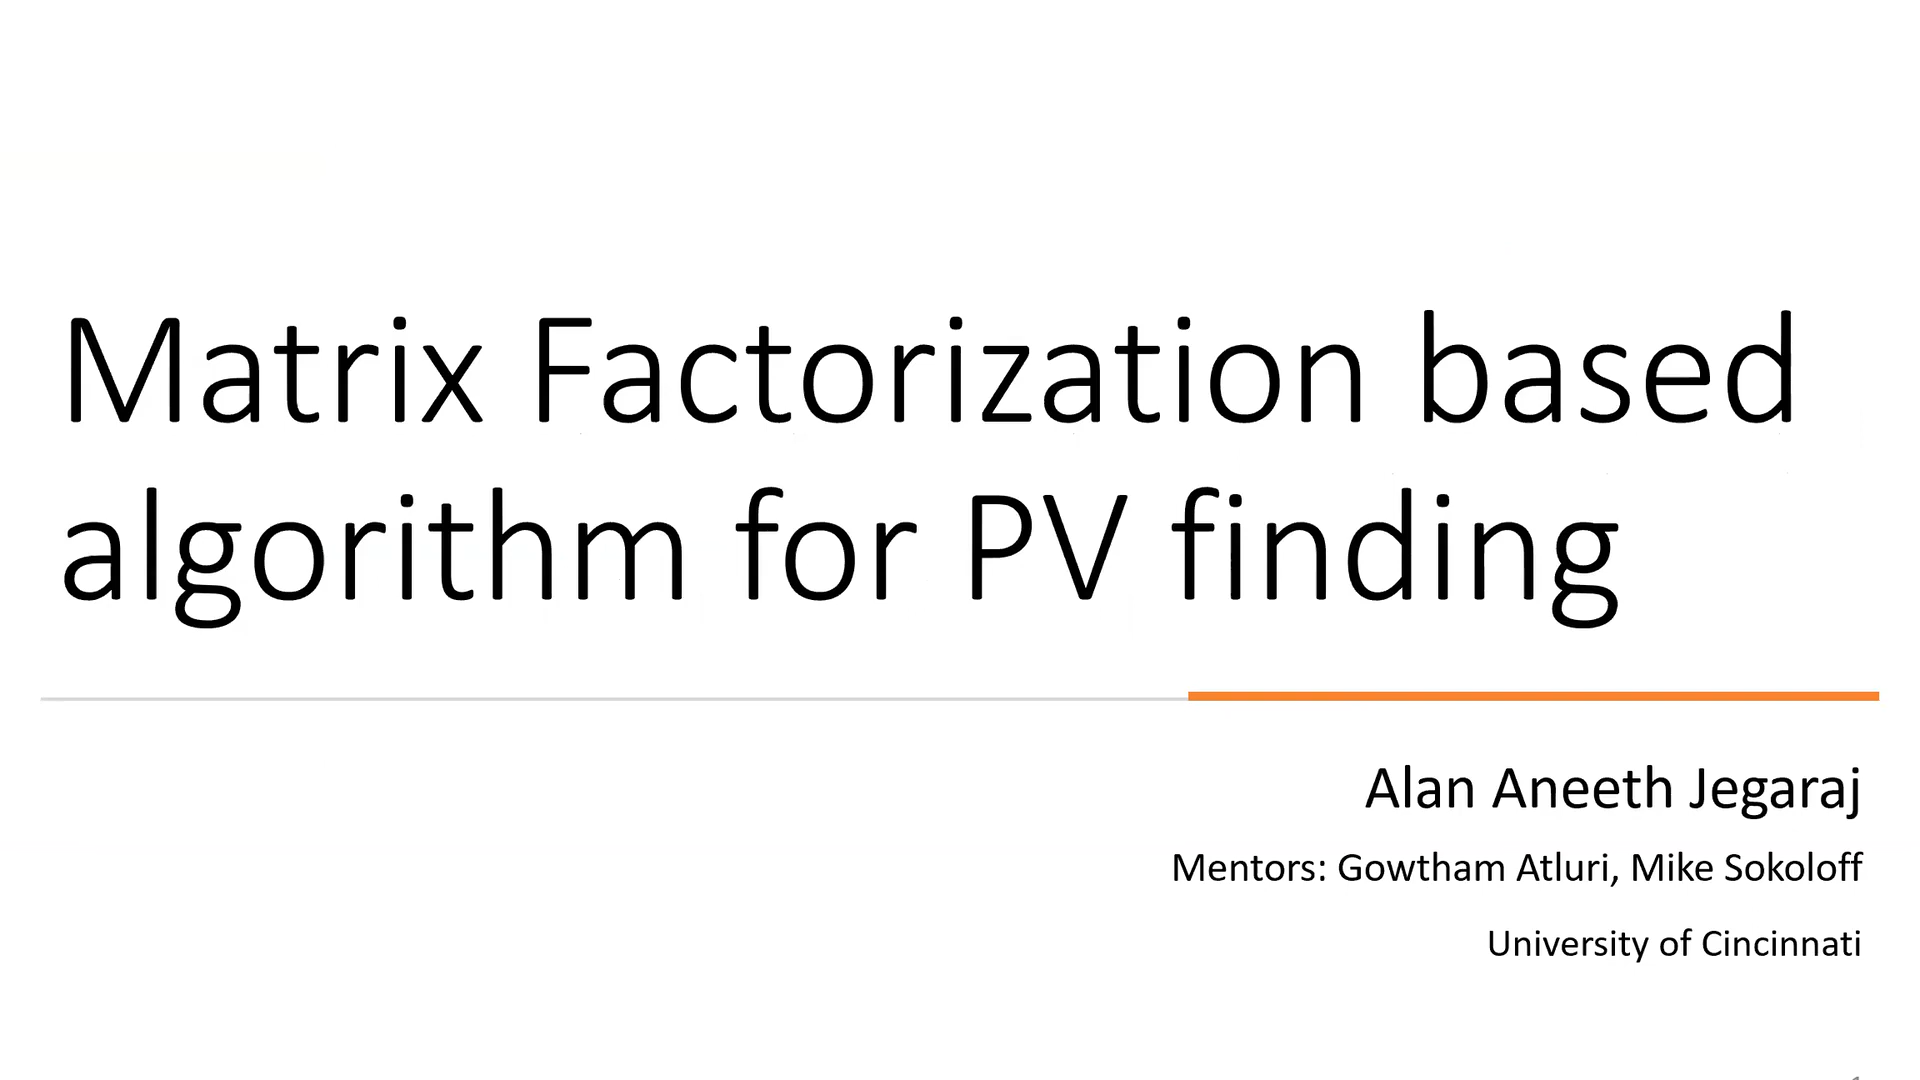 Matrix Factorization based
algorithm for PV finding
Alan Aneeth Jegaraj
Mentors: Gowtham Atluri, Mike Sokoloff
University of Cincinnati